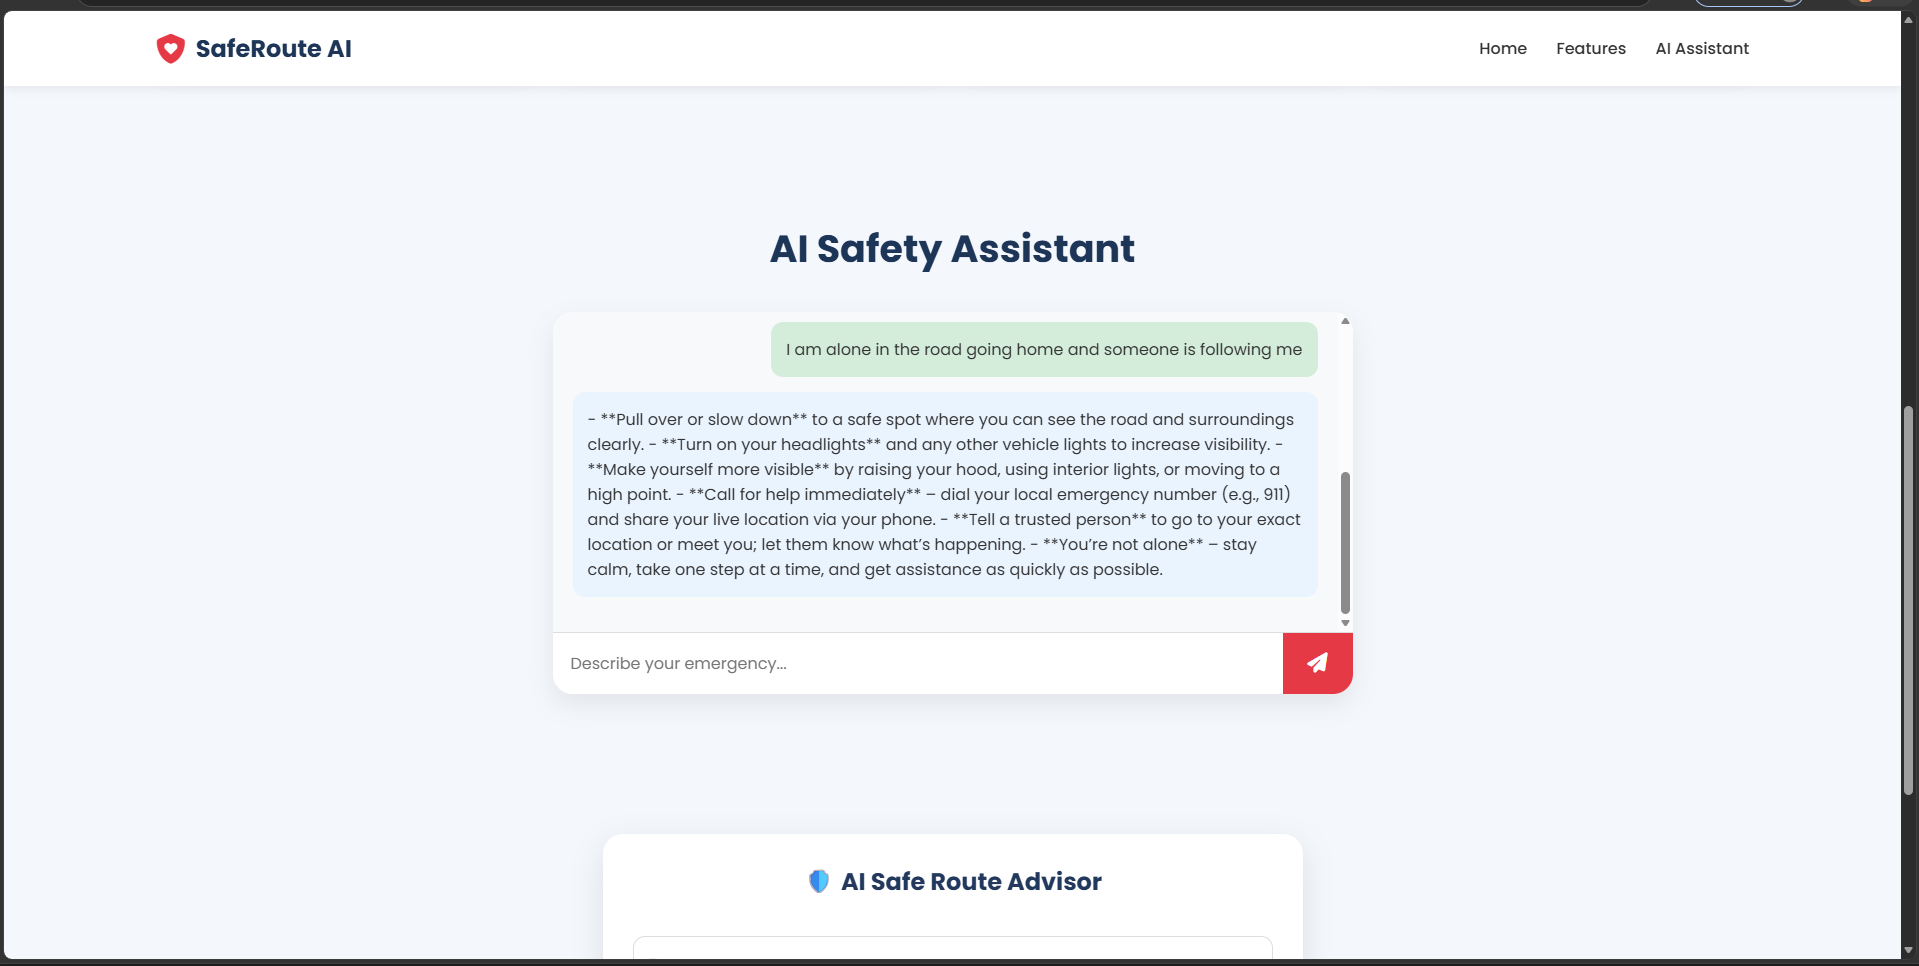 SafeRoute AI
Home
Features
AI Assistant
AI Safety Assistant
I am alone in the road going home and someone is following me
- **Pull over or slow down** to a safe spot where you can see the road and surroundings
clearly. - **Turn on your headlights** and any other vehicle lights to increase visibility. -
**Make yourself more visible** by raising your hood, using interior lights, or moving to a
high point. - **Call for help immediately** – dial your local emergency number (e.g., 911)
and share your live location via your phone. - **Tell a trusted person** to go to your exact
location or meet you; let them know what’s happening. - **You’re not alone** – stay
calm, take one step at a time, and get assistance as quickly as possible.
Describe your emergency...
AI Safe Route Advisor